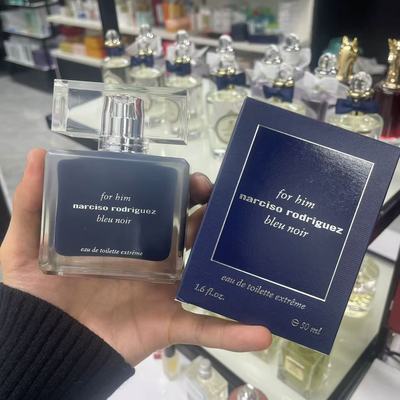 for him
narciso rodriguez
bleu noir
eau de toilette extrême
for him
narciso rodriguez
bleu noir
eau de toilette extrême
1.6 fl.oz.
e 50 ml